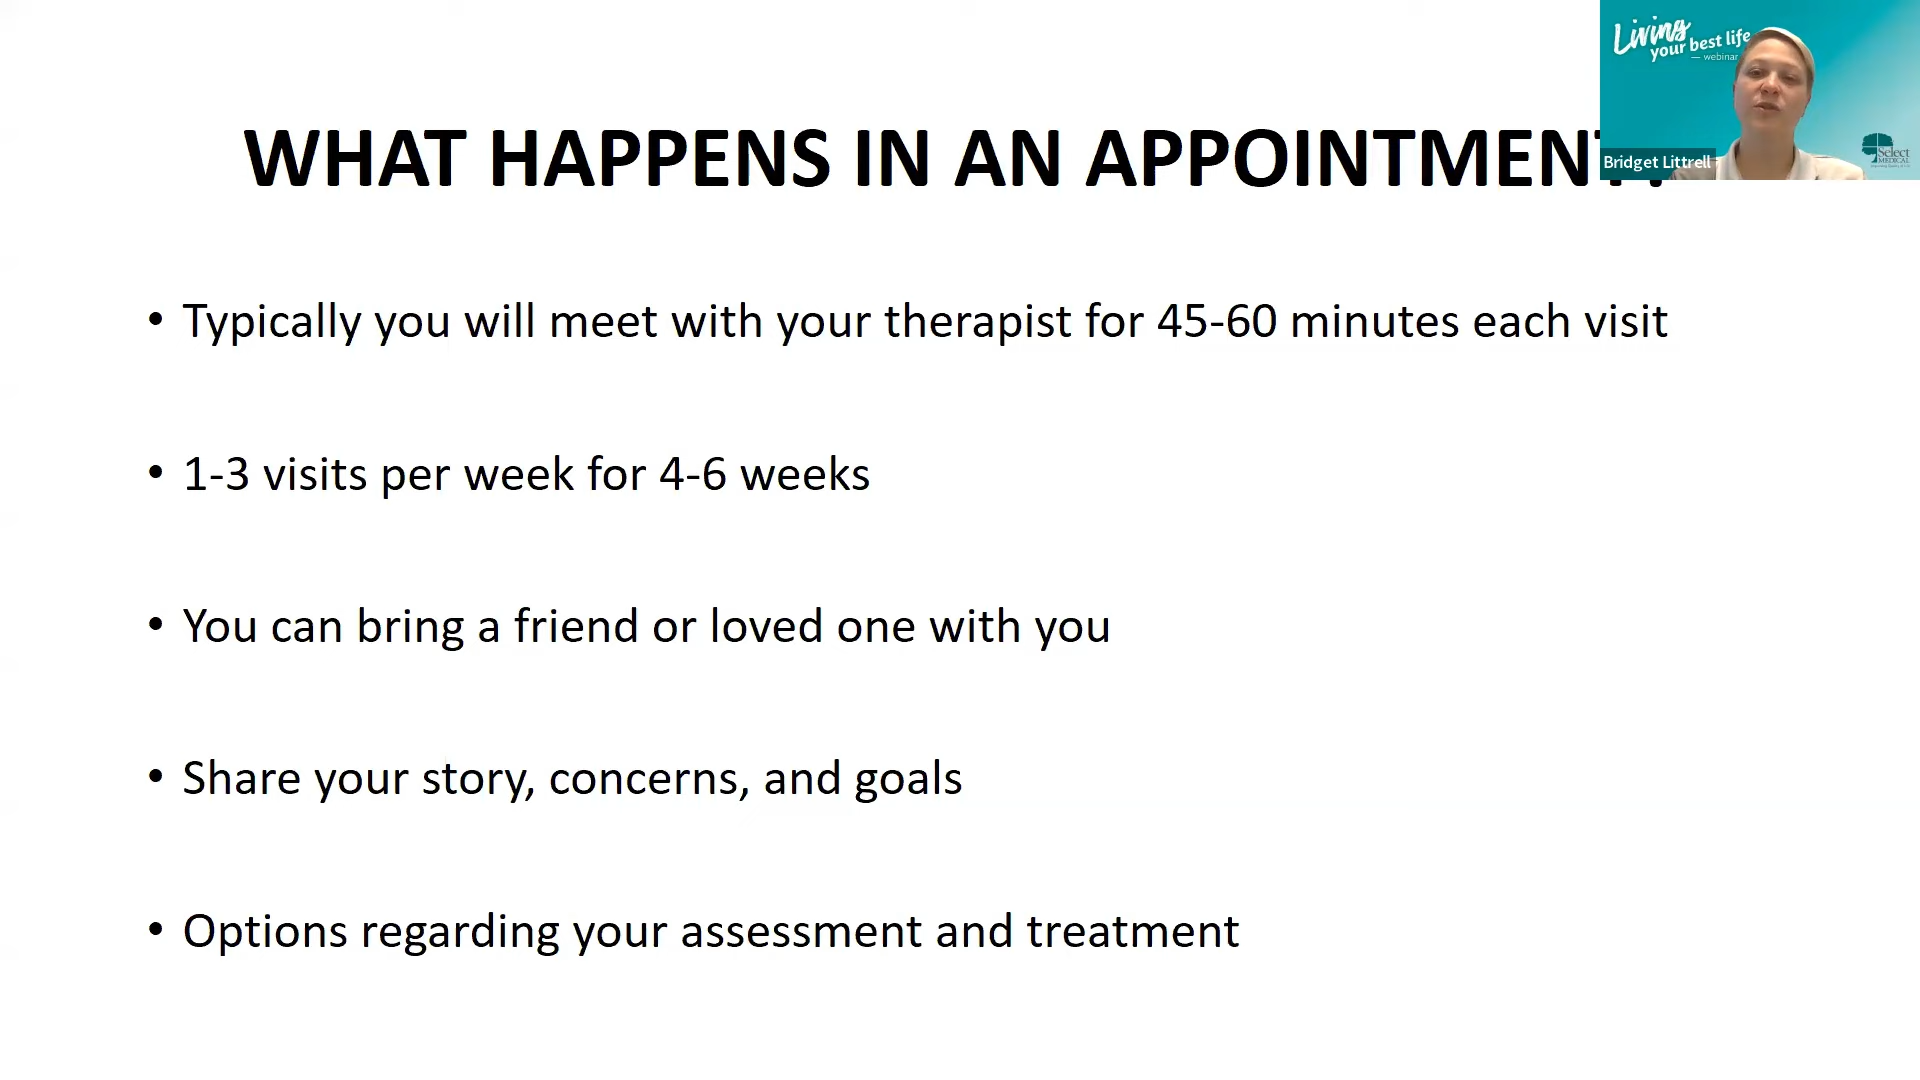 WHAT HAPPENS IN AN APPOINTMENT?
• Typically you will meet with your therapist for 45-60 minutes each visit
• 1-3 visits per week for 4-6 weeks
• You can bring a friend or loved one with you
• Share your story, concerns, and goals
• Options regarding your assessment and treatment
Living
your best life
— webinar
Bridget Littrell
Select
MEDICAL